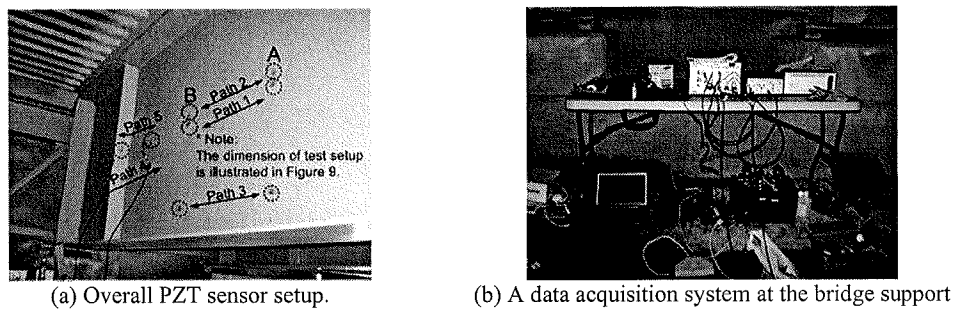 A
B
Path 2
Path 1
Path 5
* Note:
The dimension of test setup
is illustrated in Figure 9.
Path 4
Path 3
(a) Overall PZT sensor setup.
(b) A data acquisition system at the bridge support